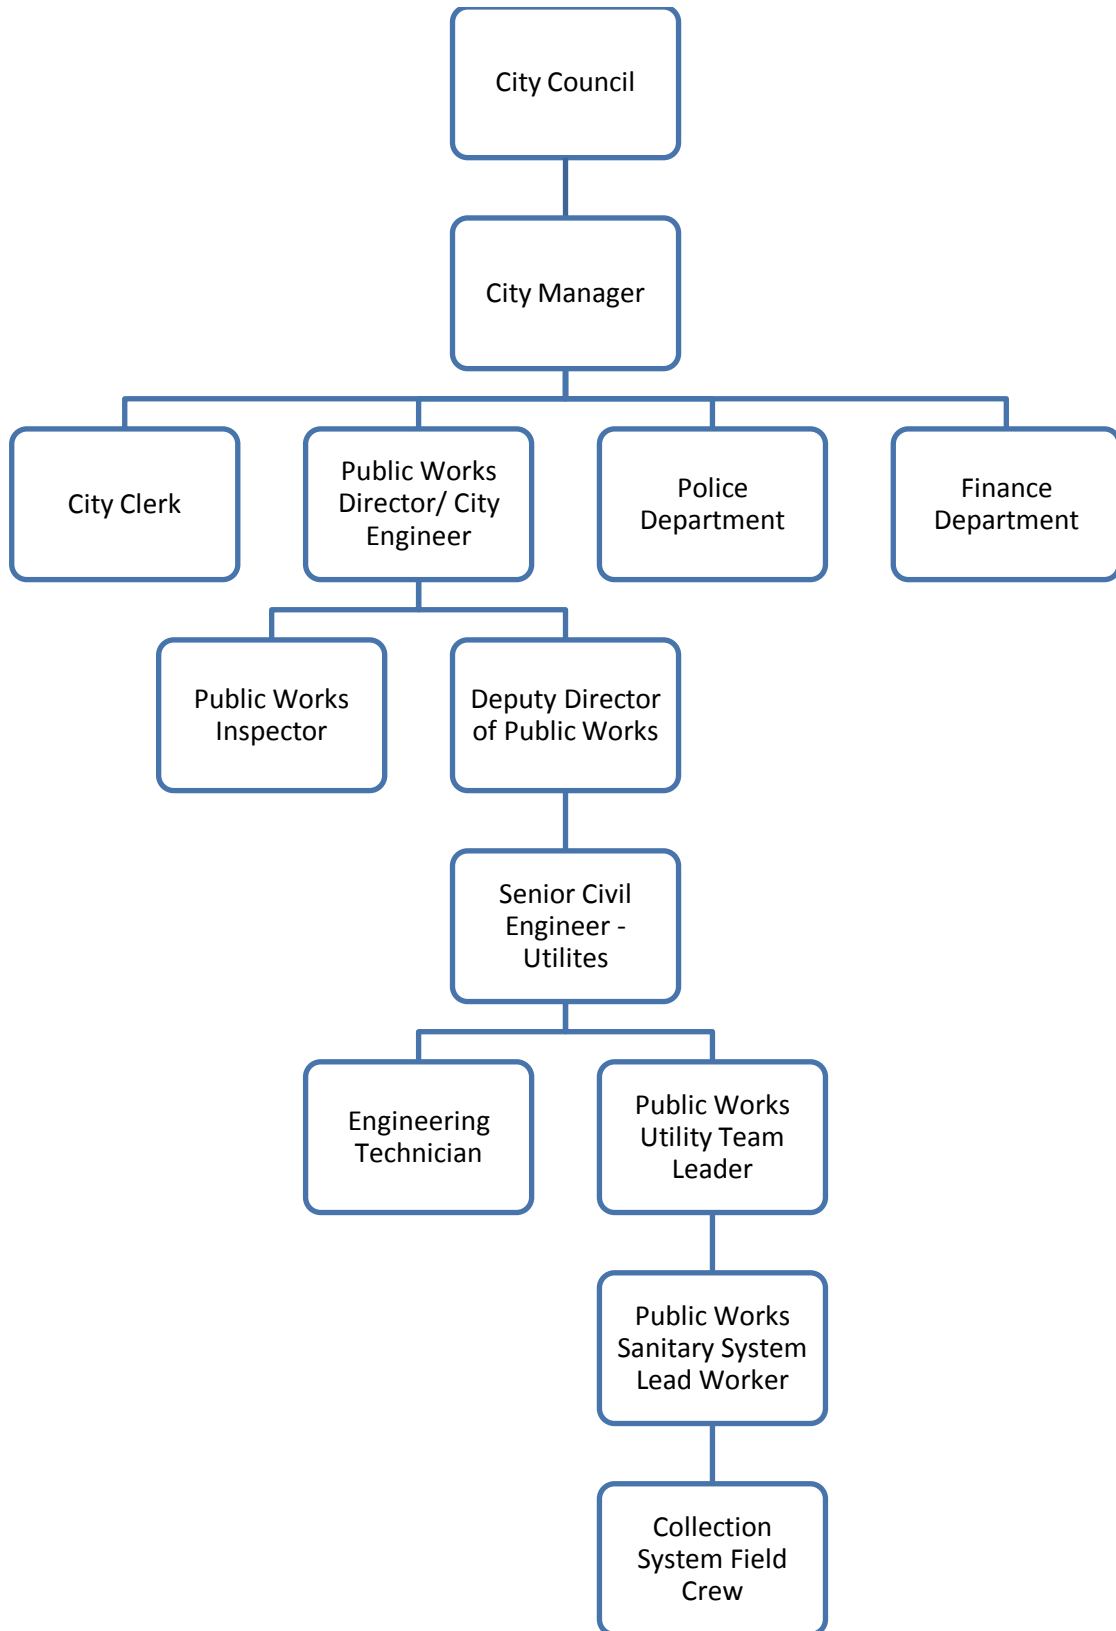 City Council
City Manager
City Clerk
Public Works
Director/ City
Engineer
Police
Department
Finance
Department
Public Works
Inspector
Deputy Director
of Public Works
Senior Civil
Engineer -
Utilites
Engineering
Technician
Public Works
Utility Team
Leader
Public Works
Sanitary System
Lead Worker
Collection
System Field
Crew